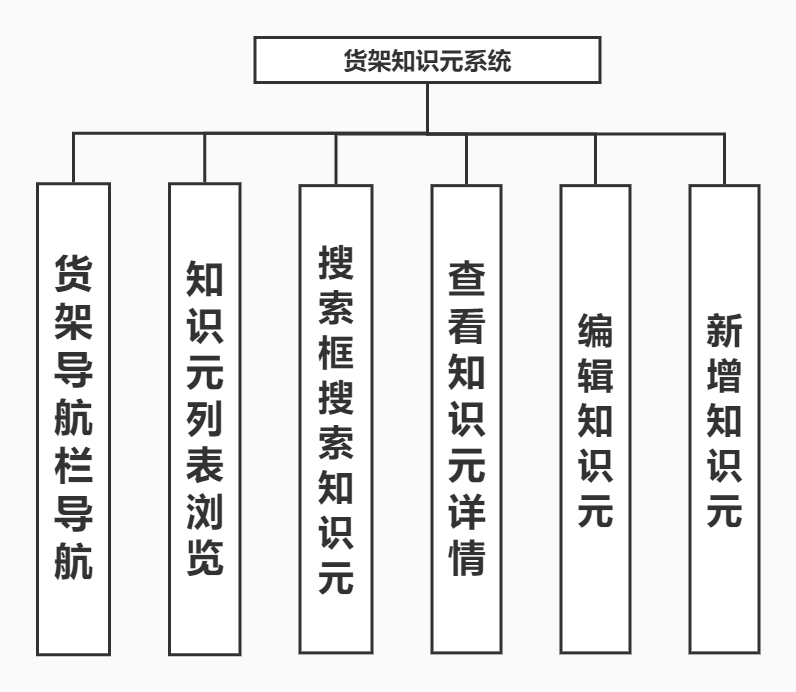 货架知识元系统
货架导航栏导航
知识元列表浏览
搜索框搜索知识元
查看知识元详情
编辑知识元
新增知识元